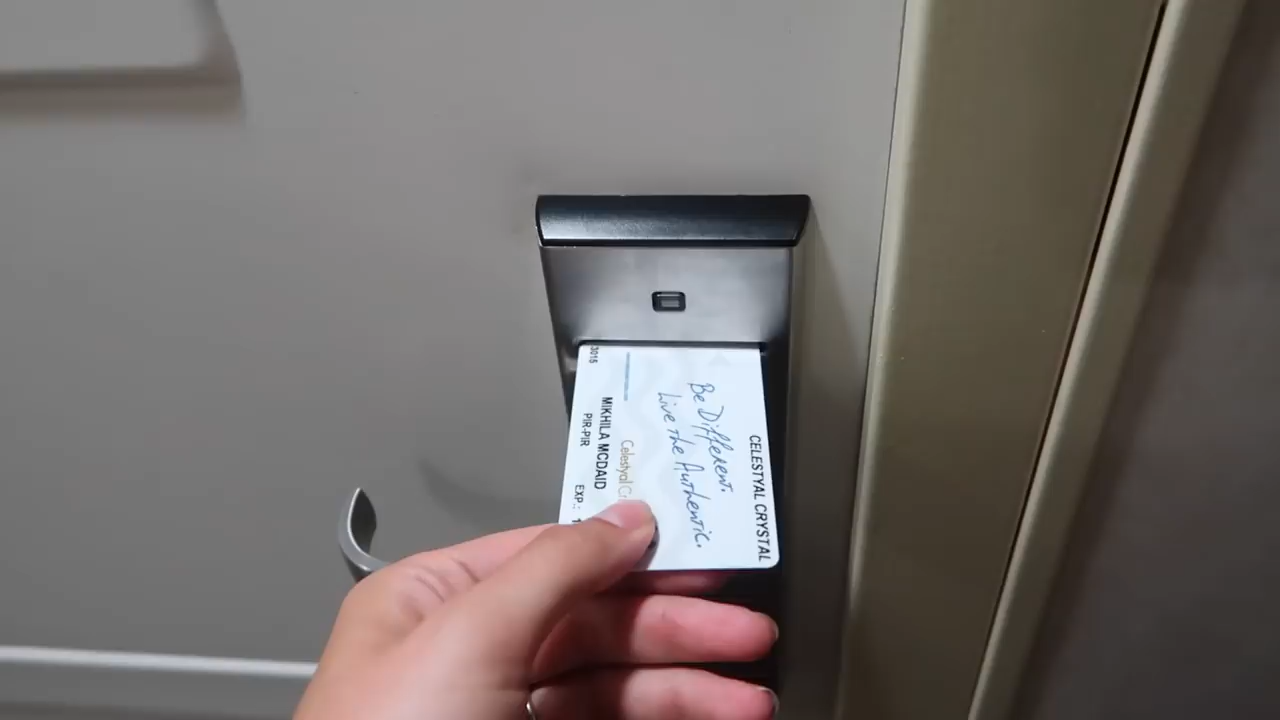 CELESTYAL CRYSTAL
Be Different.
Live the Authentic.
Celestyal
MIKHILA MCDAID
PIR-PIR
EXP.:
3015